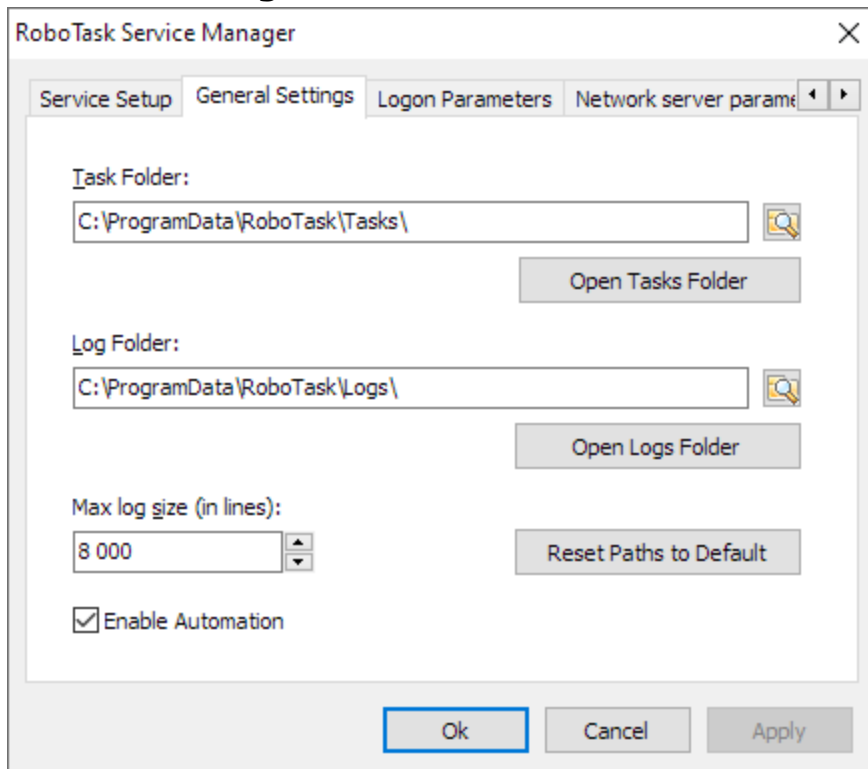 RoboTask Service Manager
Service Setup General Settings Logon Parameters Network server parame
Task Folder:
C:\ProgramData\RoboTask\Tasks\
Open Tasks Folder
Log Folder:
C:\ProgramData\RoboTask\Logs\
Open Logs Folder
Max log size (in lines):
8 000
Reset Paths to Default
Enable Automation
Ok Cancel Apply